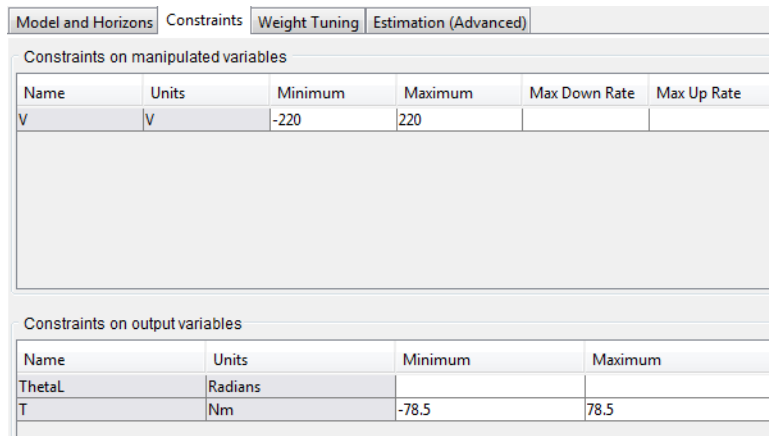 Model and Horizons Constraints Weight Tuning Estimation (Advanced)
Constraints on manipulated variables
Name Units Minimum Maximum Max Down Rate Max Up Rate
V V -220 220
Constraints on output variables
Name Units Minimum Maximum
ThetaL Radians
T Nm -78.5 78.5